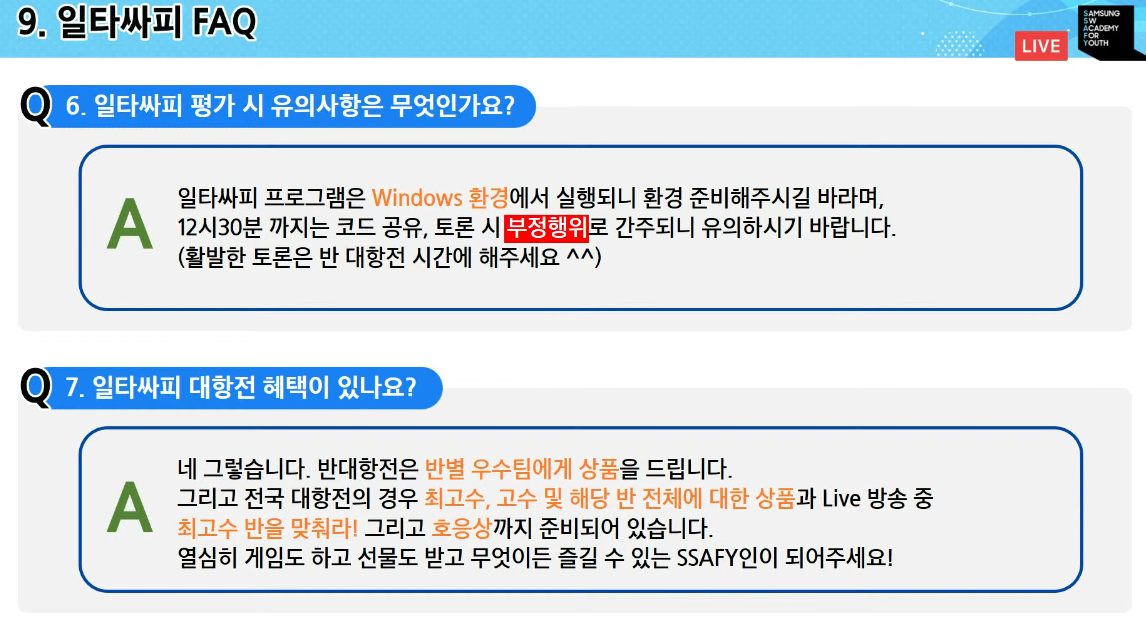 9. 일타싸피 FAQ
LIVE
SAMSUNG
SW
ACADEMY
FOR
YOUTH
Q 6. 일타싸피 평가 시 유의사항은 무엇인가요?
A
일타싸피 프로그램은 Windows 환경에서 실행되니 환경 준비해주시길 바라며,
12시30분 까지는 코드 공유, 토론 시 부정행위로 간주되니 유의하시기 바랍니다.
(활발한 토론은 반 대항전 시간에 해주세요 ^^)
Q 7. 일타싸피 대항전 혜택이 있나요?
A
네 그렇습니다. 반대항전은 반별 우수팀에게 상품을 드립니다.
그리고 전국 대항전의 경우 최고수, 고수 및 해당 반 전체에 대한 상품과 Live 방송 중
최고수 반을 맞춰라! 그리고 호응상까지 준비되어 있습니다.
열심히 게임도 하고 선물도 받고 무엇이든 즐길 수 있는 SSAFY인이 되어주세요!